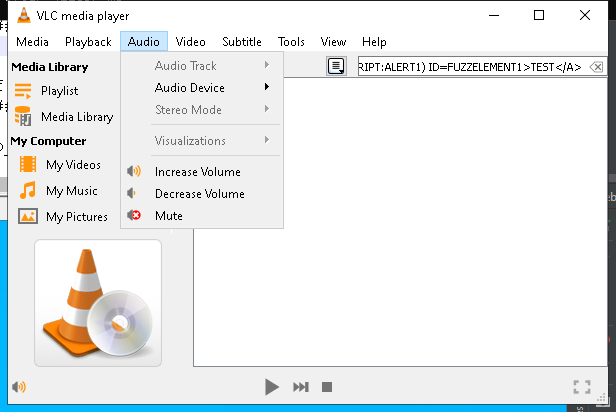 VLC media player
Media Playback Audio Video Subtitle Tools View Help
Media Library
Playlist
Media Library
My Computer
My Videos
My Music
My Pictures
Audio Track
Audio Device
Stereo Mode
Visualizations
Increase Volume
Decrease Volume
Mute
RIPT:ALERT1) ID=FUZZELEMENT1>TEST</A>